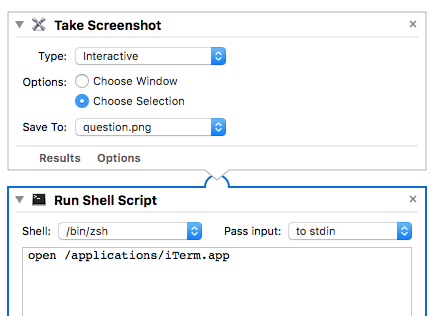 Take Screenshot
Type: Interactive
Options: Choose Window
Choose Selection
Save To: question.png
Results Options
Run Shell Script
Shell: /bin/zsh Pass input: to stdin
open /applications/iTerm.app